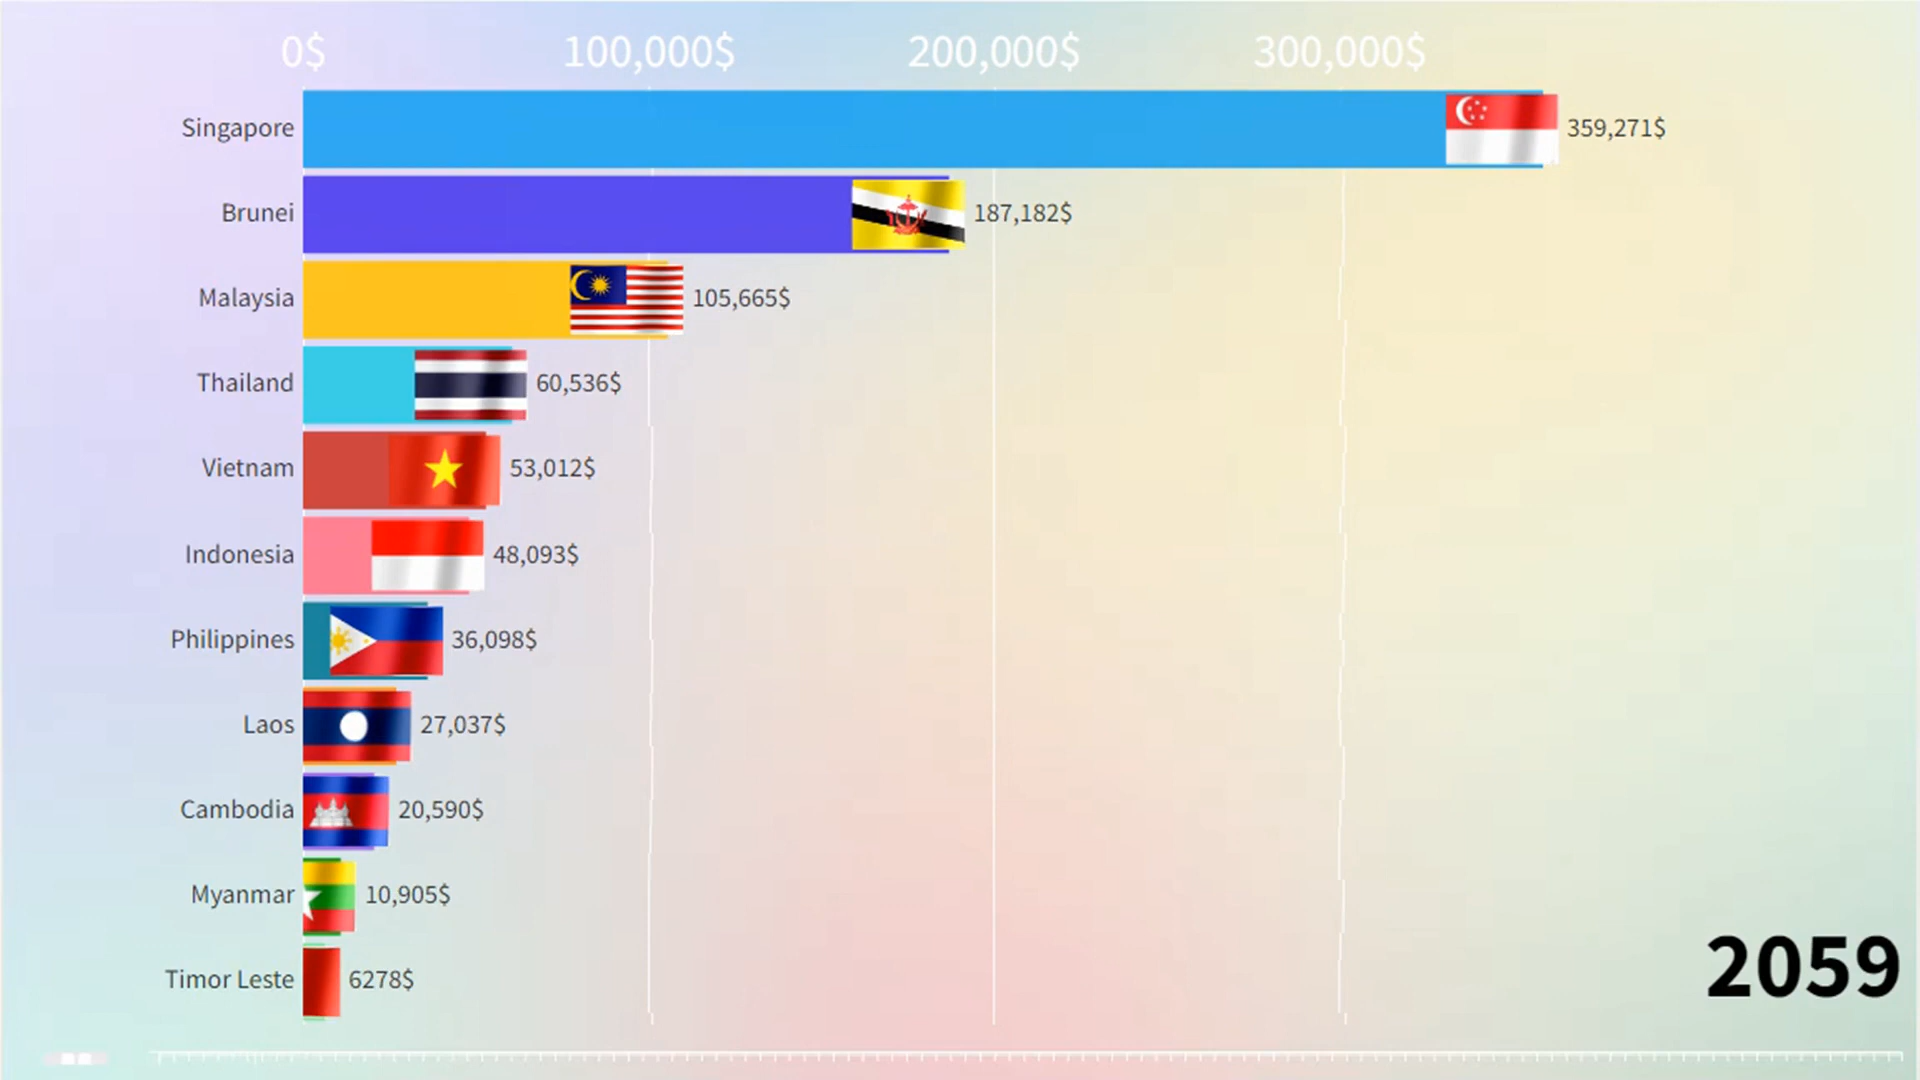 0$ 100,000$ 200,000$ 300,000$
Singapore 359,271$
Brunei 187,182$
Malaysia 105,665$
Thailand 60,536$
Vietnam 53,012$
Indonesia 48,093$
Philippines 36,098$
Laos 27,037$
Cambodia 20,590$
Myanmar 10,905$
Timor Leste 6278$
2059